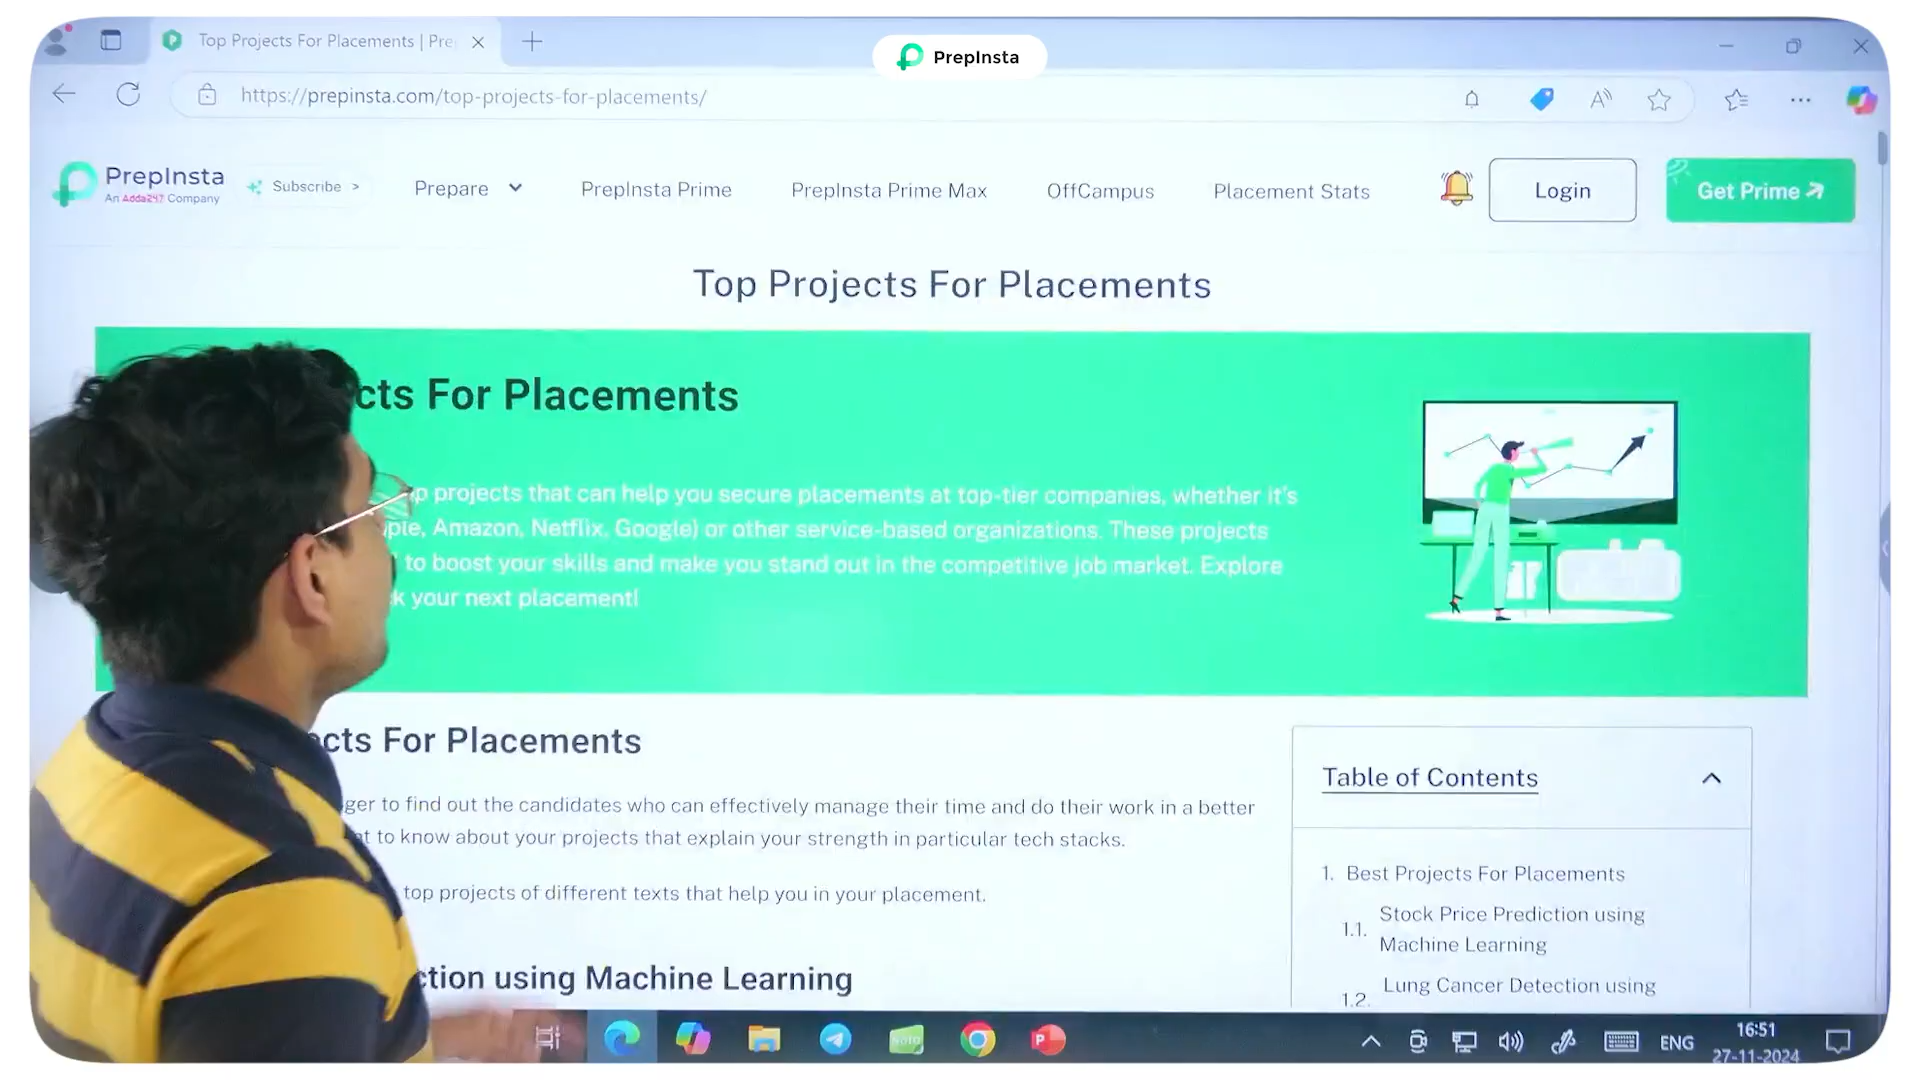 Top Projects For Placements | Pre
PrepInsta
https://prepinsta.com/top-projects-for-placements/
PrepInsta
An Adda247 Company
Subscribe >
Prepare
PrepInsta Prime
PrepInsta Prime Max
OffCampus
Placement Stats
Login
Get Prime
Top Projects For Placements
cts For Placements
p projects that can help you secure placements at top-tier companies, whether it's
ple, Amazon, Netflix, Google) or other service-based organizations. These projects
to boost your skills and make you stand out in the competitive job market. Explore
k your next placement!
cts For Placements
ger to find out the candidates who can effectively manage their time and do their work in a better
t to know about your projects that explain your strength in particular tech stacks.
top projects of different texts that help you in your placement.
ction using Machine Learning
Table of Contents
1. Best Projects For Placements
1.1. Stock Price Prediction using
Machine Learning
1.2. Lung Cancer Detection using
ENG
16:51
27-11-2024